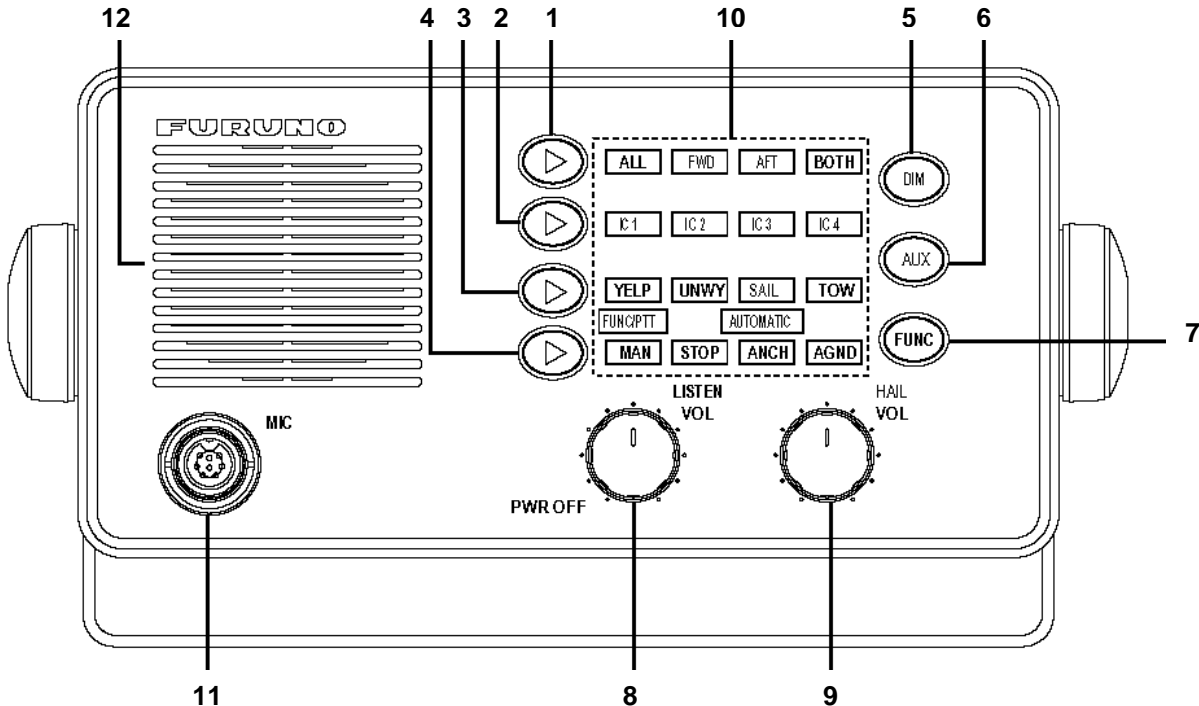 12 4 3 2 1 10 5 6
FURUNO
ALL FWD AFT BOTH
DIM
IC 1 IC 2 IC 3 IC 4
AUX
YELP UNWY SAIL TOW
FUNC/PTT AUTOMATIC
FUNC
7
MAN STOP ANCH AGND
LISTEN
VOL
HAIL
VOL
MIC
PWR OFF
11 8 9